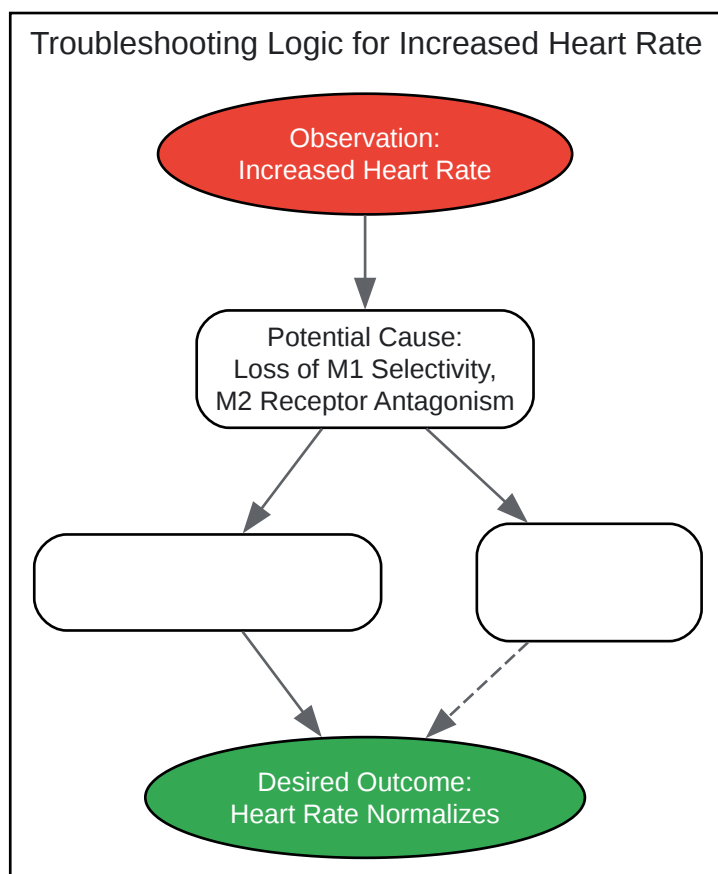 Troubleshooting Logic for Increased Heart Rate
Observation:
Increased Heart Rate
Potential Cause:
Loss of M1 Selectivity,
M2 Receptor Antagonism
Desired Outcome:
Heart Rate Normalizes